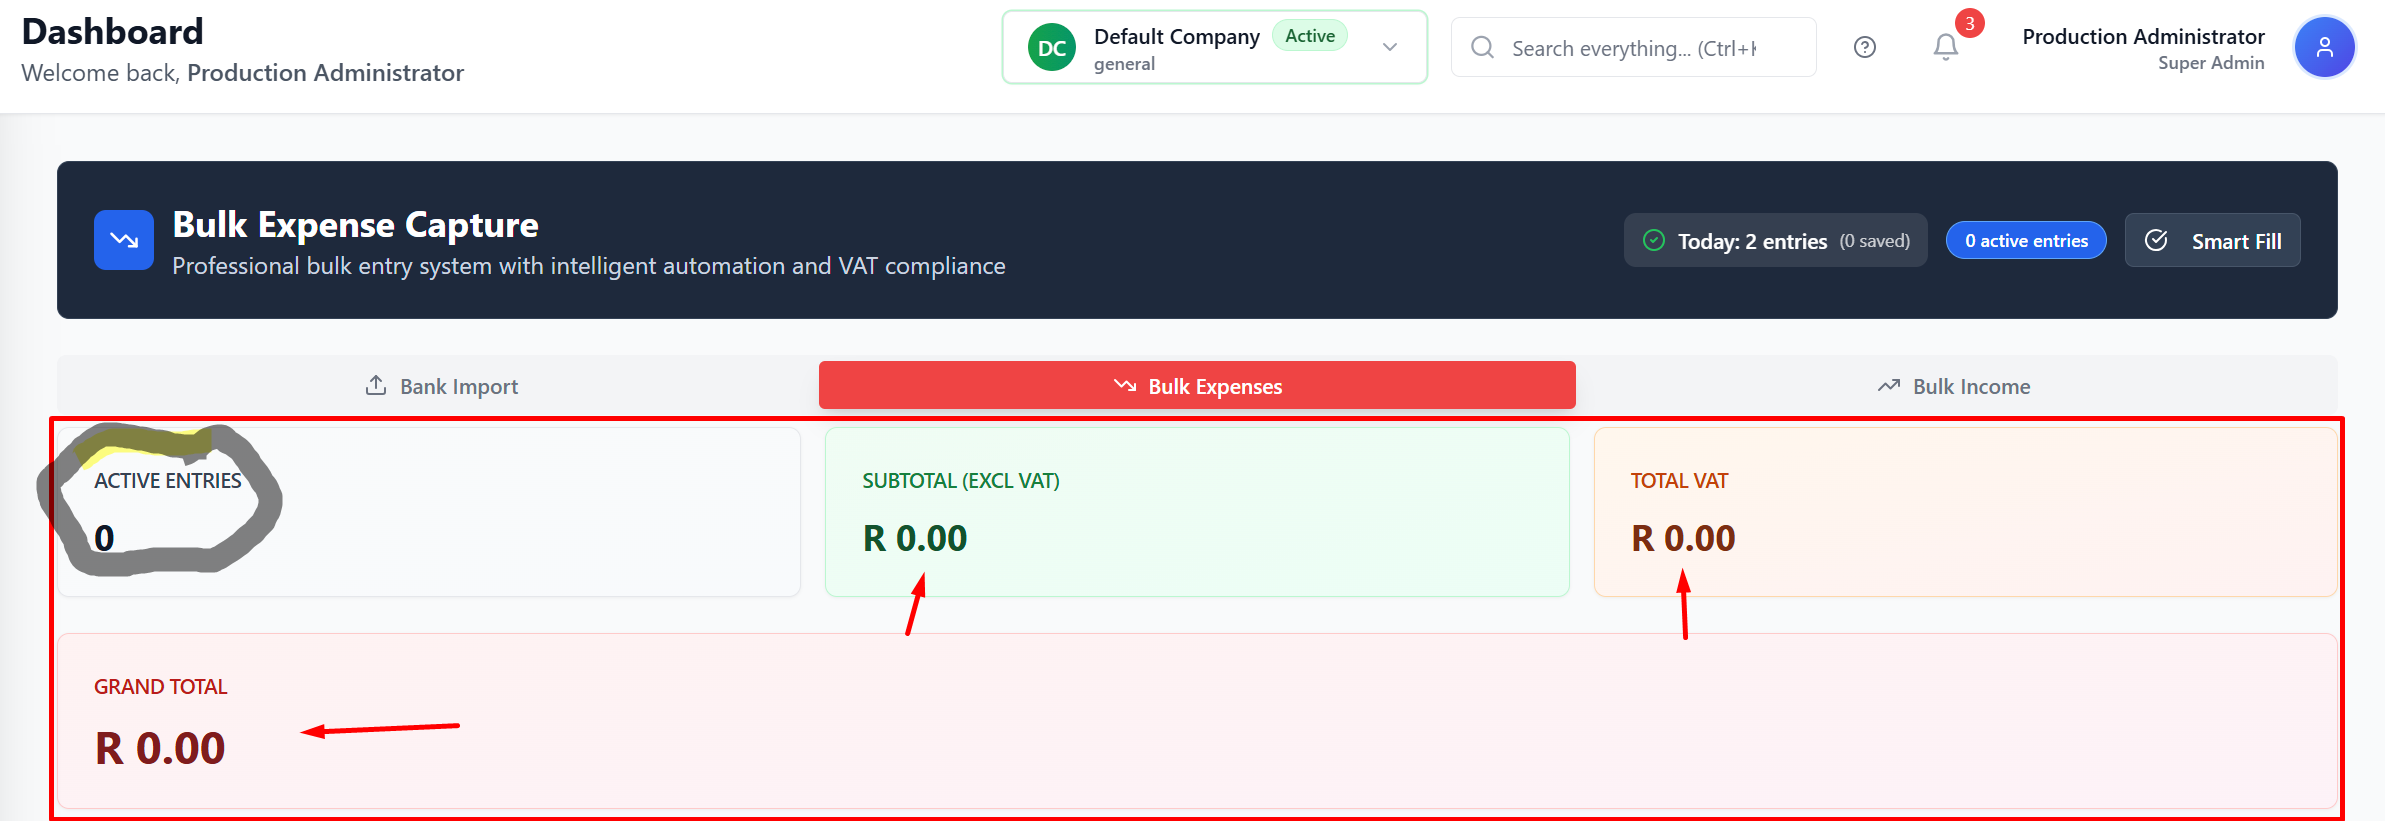 Dashboard
Welcome back, Production Administrator
DC
Default Company Active
general
Search everything... (Ctrl+K
3
Production Administrator
Super Admin
Bulk Expense Capture
Professional bulk entry system with intelligent automation and VAT compliance
Today: 2 entries (0 saved)
0 active entries
Smart Fill
Bank Import
Bulk Expenses
Bulk Income
ACTIVE ENTRIES
0
SUBTOTAL (EXCL VAT)
R 0.00
TOTAL VAT
R 0.00
GRAND TOTAL
R 0.00